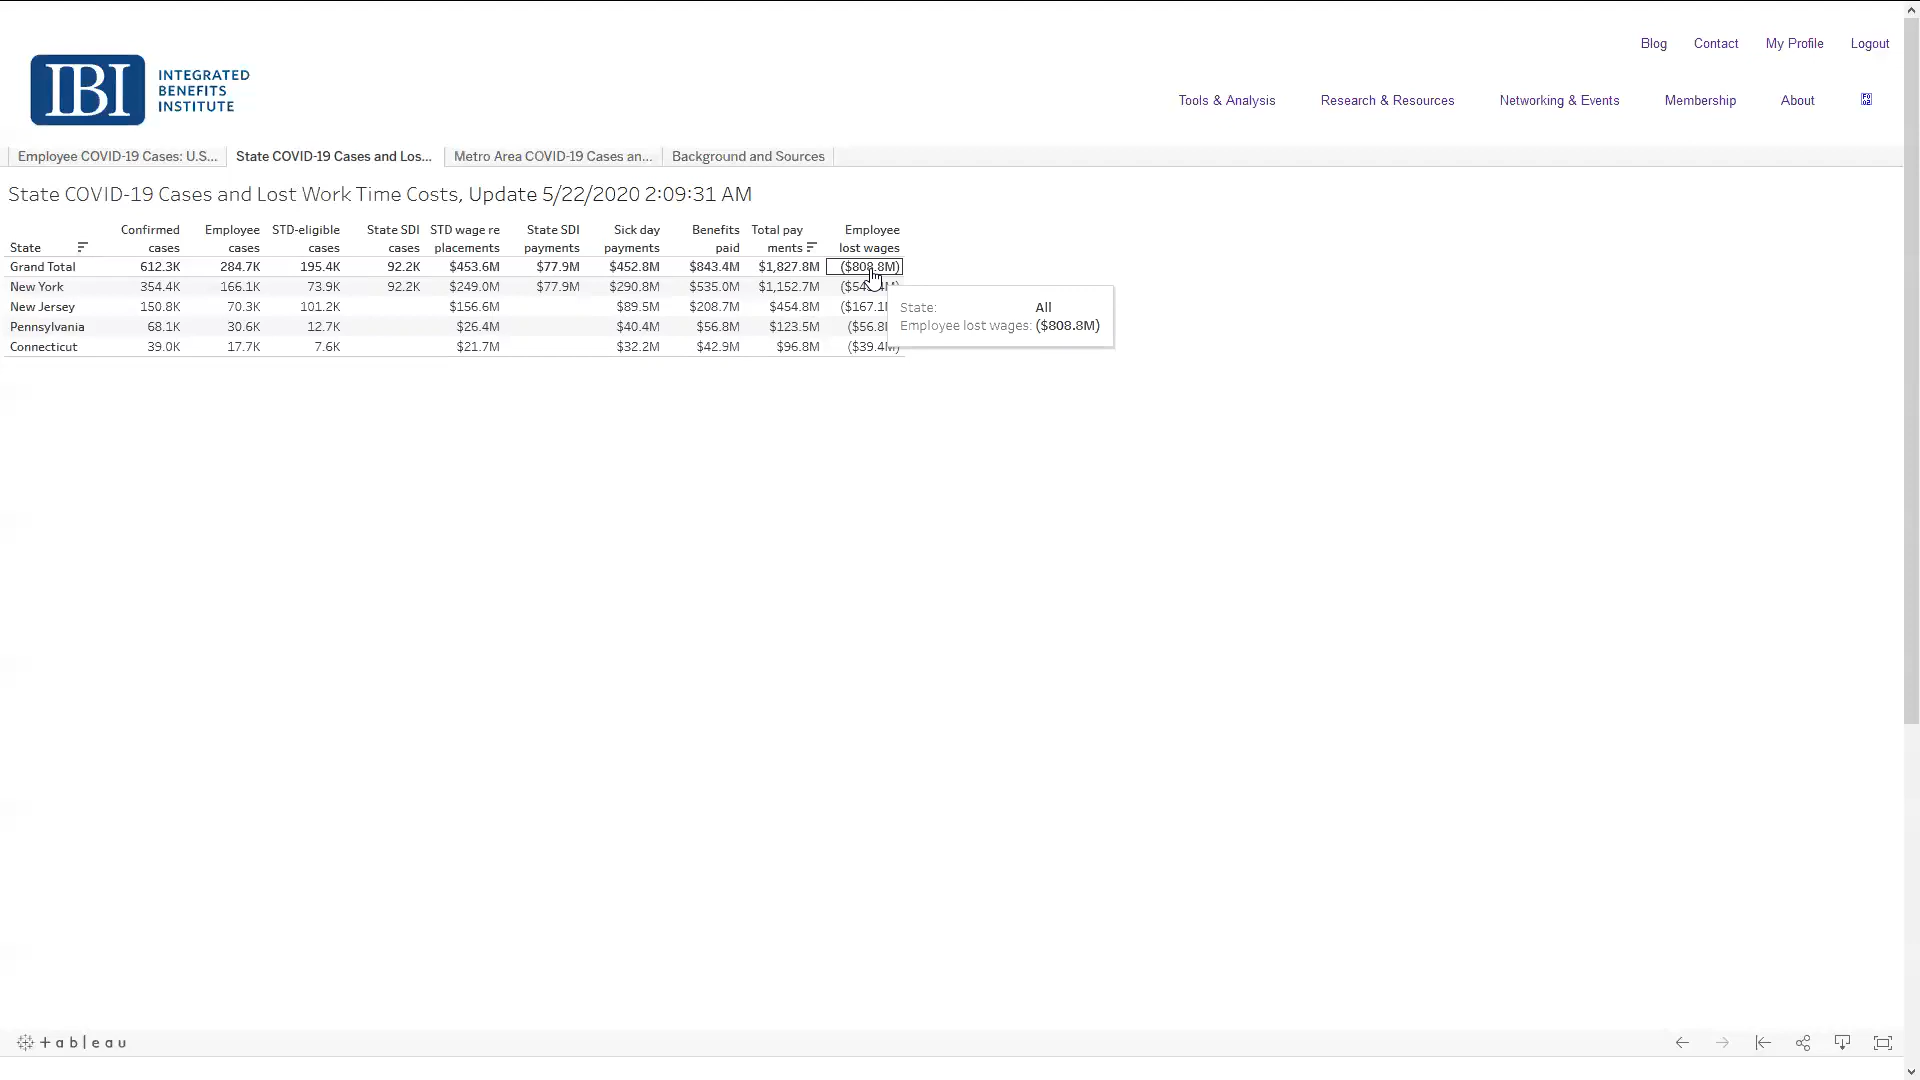 Blog Contact My Profile Logout
IBI INTEGRATED
BENEFITS
INSTITUTE
Tools & Analysis Research & Resources Networking & Events Membership About
Employee COVID-19 Cases: U.S... State COVID-19 Cases and Los... Metro Area COVID-19 Cases an... Background and Sources
State COVID-19 Cases and Lost Work Time Costs, Update 5/22/2020 2:09:31 AM
Confirmed Employee STD-eligible State SDI STD wage re State SDI Sick day Benefits Total pay Employee
State cases cases cases cases placements payments payments paid ments lost wages
Grand Total 612.3K 284.7K 195.4K 92.2K $453.6M $77.9M $452.8M $843.4M $1,827.8M ($808.8M)
New York 354.4K 166.1K 73.9K 92.2K $249.0M $77.9M $290.8M $535.0M $1,152.7M
New Jersey 150.8K 70.3K 101.2K $156.6M $89.5M $208.7M $454.8M ($167.1M
State: All
Pennsylvania 68.1K 30.6K 12.7K $26.4M $40.4M $56.8M $123.5M ($56.8M
Employee lost wages: ($808.8M)
Connecticut 39.0K 17.7K 7.6K $21.7M $32.2M $42.9M $96.8M ($39.4M)
+ a b l e a u